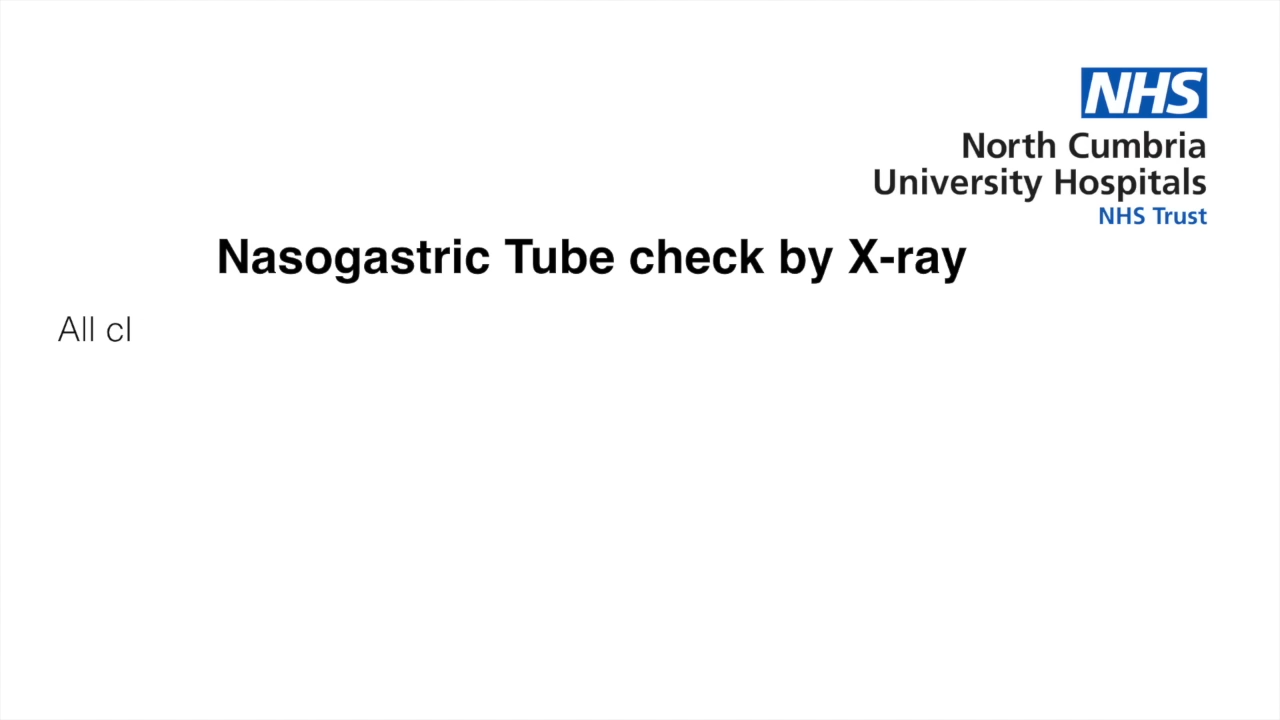 NHS
North Cumbria
University Hospitals
NHS Trust
Nasogastric Tube check by X-ray
All cl